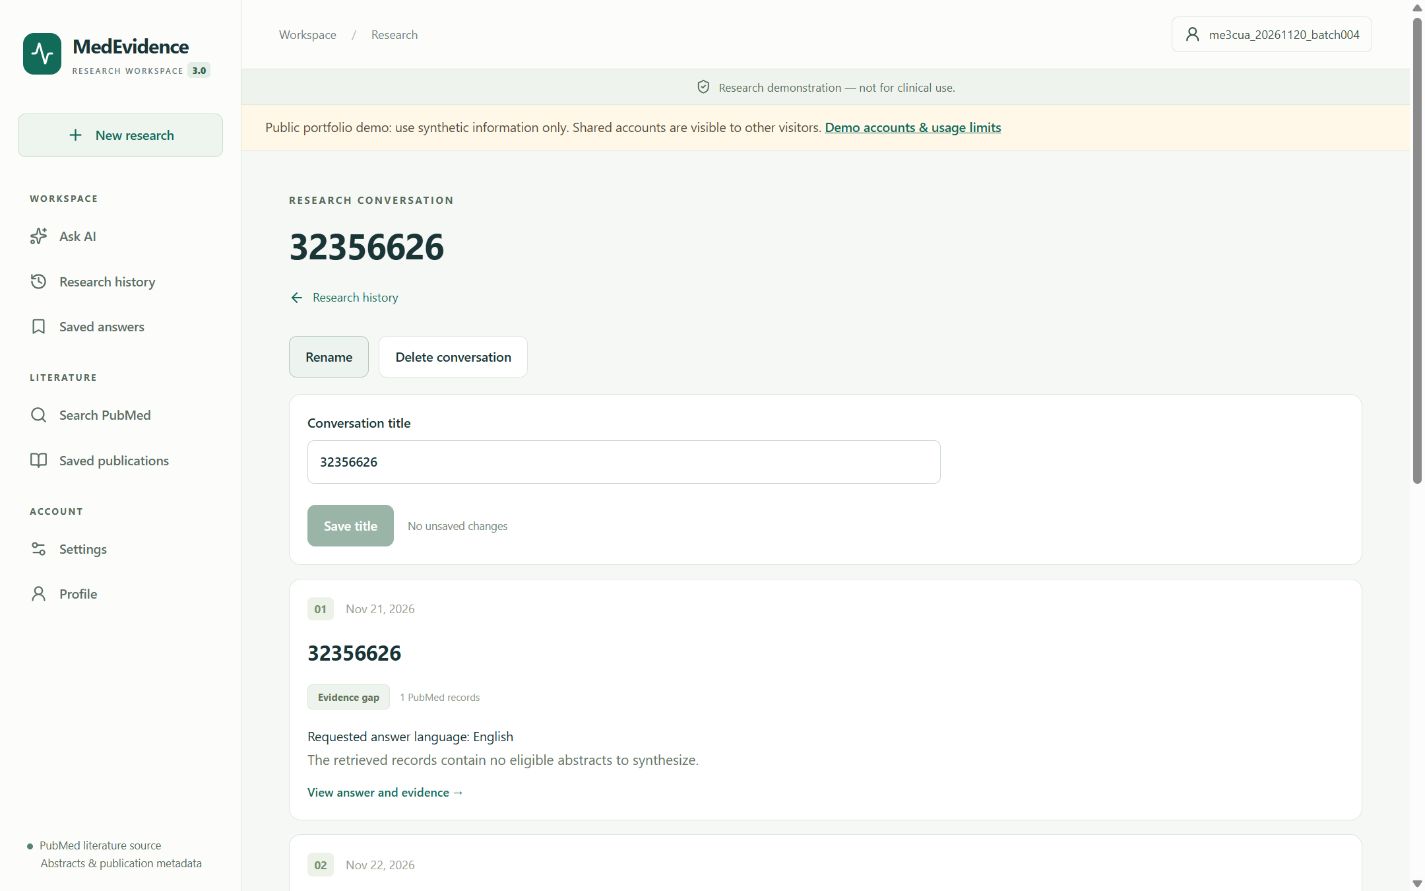 MedEvidence
RESEARCH WORKSPACE 3.0
New research
WORKSPACE
Ask AI
Research history
Saved answers
LITERATURE
Search PubMed
Saved publications
ACCOUNT
Settings
Profile
PubMed literature source
Abstracts & publication metadata
Workspace / Research
me3cua_20261120_batch004
Research demonstration — not for clinical use.
Public portfolio demo: use synthetic information only. Shared accounts are visible to other visitors. Demo accounts & usage limits
RESEARCH CONVERSATION
32356626
← Research history
Rename Delete conversation
Conversation title
32356626
Save title No unsaved changes
01 Nov 21, 2026
32356626
Evidence gap 1 PubMed records
Requested answer language: English
The retrieved records contain no eligible abstracts to synthesize.
View answer and evidence →
02 Nov 22, 2026